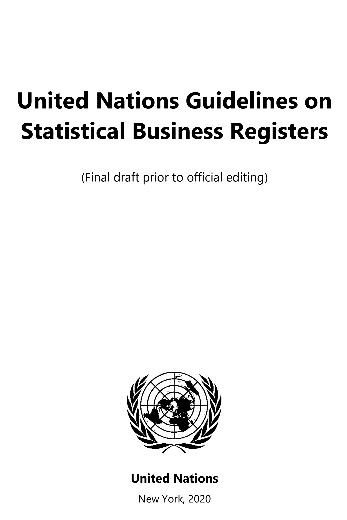 United Nations Guidelines on
Statistical Business Registers
(Final draft prior to official editing)
United Nations
New York, 2020